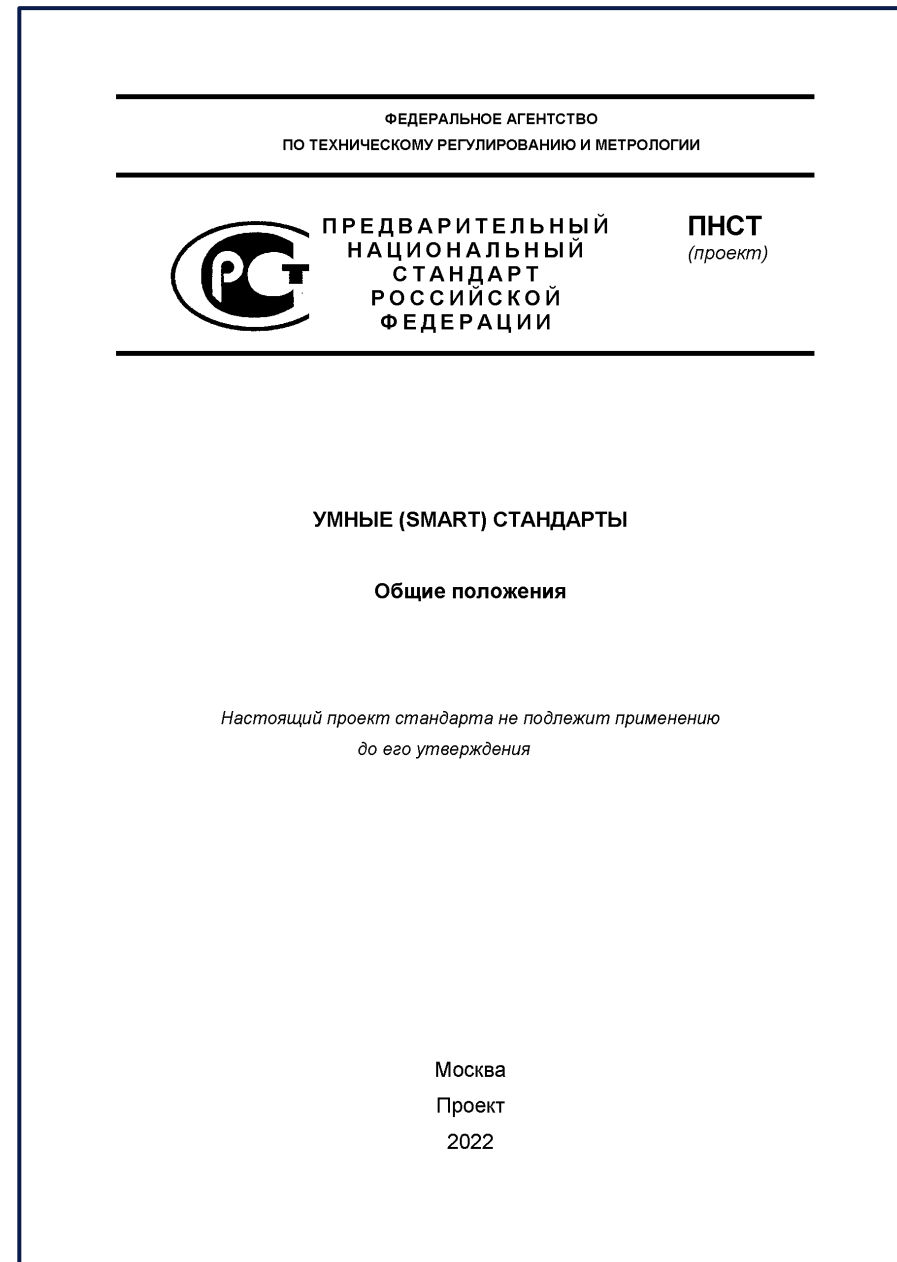 ФЕДЕРАЛЬНОЕ АГЕНТСТВО
ПО ТЕХНИЧЕСКОМУ РЕГУЛИРОВАНИЮ И МЕТРОЛОГИИ
ПРЕДВАРИТЕЛЬНЫЙ
НАЦИОНАЛЬНЫЙ
СТАНДАРТ
РОССИЙСКОЙ
ФЕДЕРАЦИИ
ПНСТ
(проект)
УМНЫЕ (SMART) СТАНДАРТЫ
Общие положения
Настоящий проект стандарта не подлежит применению
до его утверждения
Москва
Проект
2022